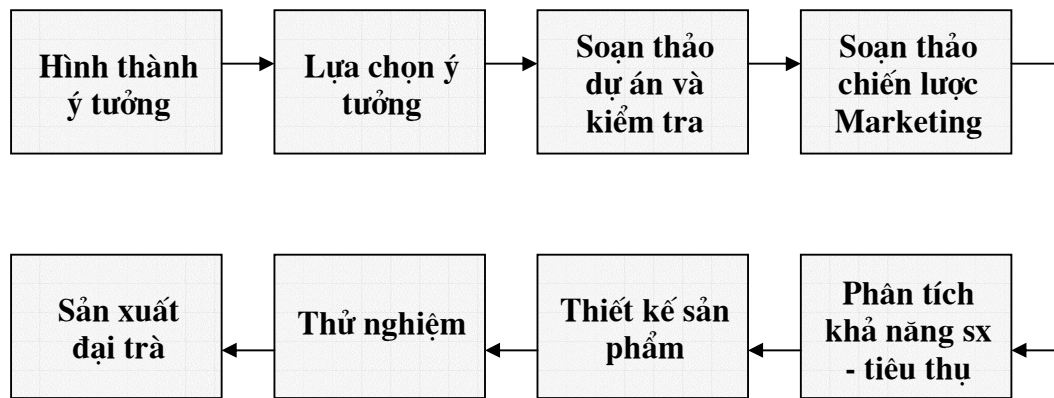 Hình thành
ý tưởng
Lựa chọn ý
tưởng
Soạn thảo
dự án và
kiểm tra
Soạn thảo
chiến lược
Marketing
Phân tích
khả năng sx
- tiêu thụ
Thiết kế sản
phẩm
Thử nghiệm
Sản xuất
đại trà